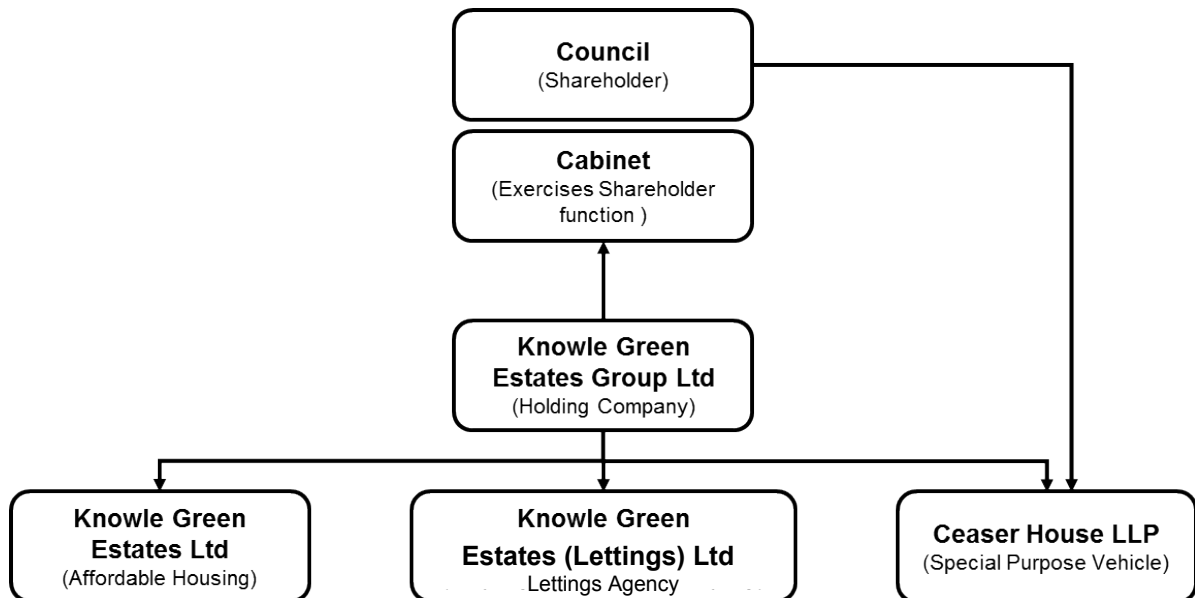 Council
(Shareholder)
Cabinet
(Exercises Shareholder
function )
Knowle Green
Estates Group Ltd
(Holding Company)
Knowle Green
Estates Ltd
(Affordable Housing)
Knowle Green
Estates (Lettings) Ltd
Lettings Agency
Ceaser House LLP
(Special Purpose Vehicle)